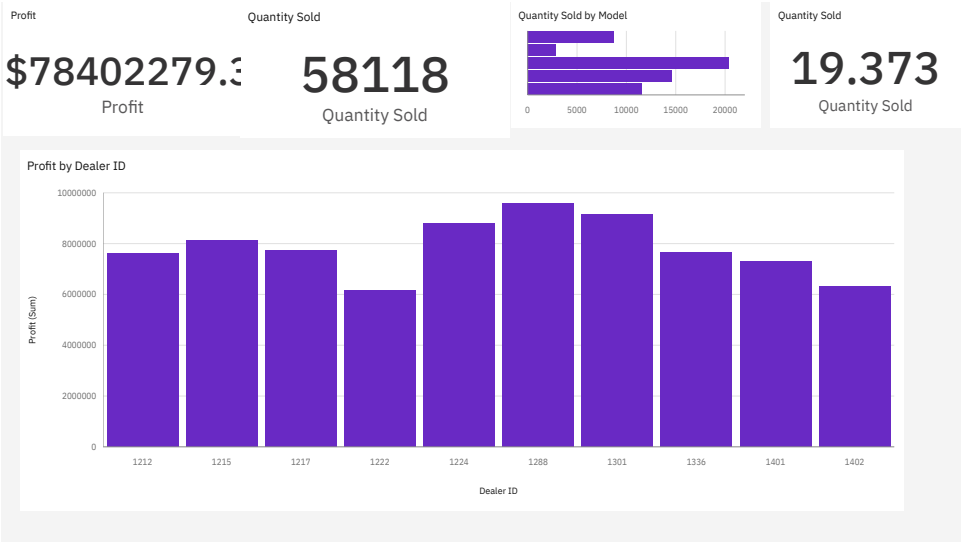 Profit
$78402279.3
Profit
Quantity Sold
58118
Quantity Sold
Quantity Sold by Model
0 5000 10000 15000 20000
Quantity Sold
19.373
Quantity Sold
Profit by Dealer ID
Profit (Sum)
10000000
8000000
6000000
4000000
2000000
0
1212 1215 1217 1222 1224 1288 1301 1336 1401 1402
Dealer ID